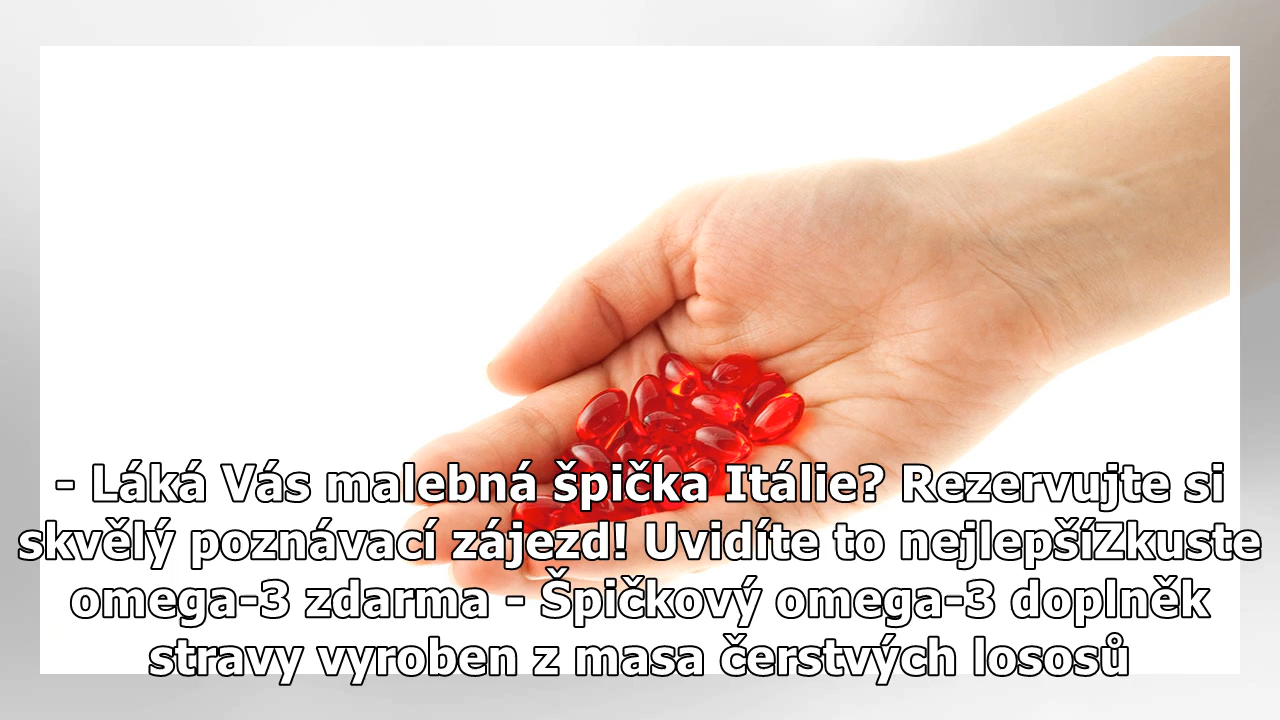 - Láká Vás malebná špička Itálie? Rezervujte si
skvělý poznávací zájezd! Uvidíte to nejlepšíZkuste
omega-3 zdarma - Špičkový omega-3 doplněk
stravy vyroben z masa čerstvých lososů